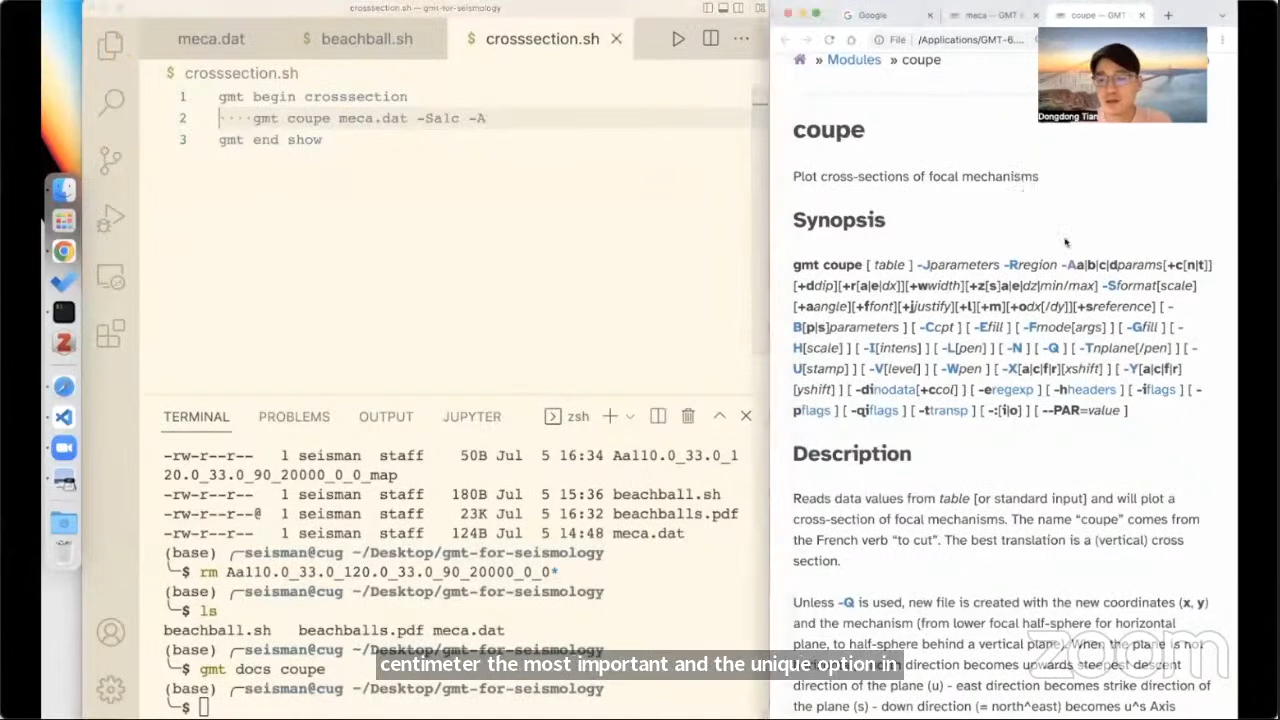 crosssection.sh — gmt-for-seismology
meca.dat
$ beachball.sh
$ crosssection.sh
$ crosssection.sh
1 gmt begin crosssection
2 ····gmt coupe meca.dat -Sa1c -A
3 gmt end show
TERMINAL PROBLEMS OUTPUT JUPYTER
zsh
-rw-r--r-- 1 seisman staff 50B Jul 5 16:34 Aa110.0_33.0_1
20.0_33.0_90_20000_0_0_map
-rw-r--r-- 1 seisman staff 180B Jul 5 15:36 beachball.sh
-rw-r--r--@ 1 seisman staff 23K Jul 5 16:32 beachballs.pdf
-rw-r--r-- 1 seisman staff 124B Jul 5 14:48 meca.dat
(base) ╭─seisman@cug ~/Desktop/gmt-for-seismology
╰─$ rm Aa110.0_33.0_120.0_33.0_90_20000_0_0*
(base) ╭─seisman@cug ~/Desktop/gmt-for-seismology
╰─$ ls
beachball.sh beachballs.pdf meca.dat
(base) ╭─seisman@cug ~/Desktop/gmt-for-seismology
╰─$ gmt docs coupe
(base) ╭─seisman@cug ~/Desktop/gmt-for-seismology
╰─$
Google
meca — GMT
coupe — GMT
File /Applications/GMT-6....
Dongdong Tian
» Modules » coupe
coupe
Plot cross-sections of focal mechanisms
Synopsis
gmt coupe [ table ] -Jparameters -Rregion -Aa|b|c|dparams[+c[n|t]]
[+ddip][+r[a|e|dx]][+wwidth][+z[s]a|e|dz|min/max] -Sformat[scale]
[+aangle][+ffont][+jjustify][+l][+m][+odx[/dy]][+sreference] [ -
B[p|s]parameters ] [ -Ccpt ] [ -Efill ] [ -Fmode[args] ] [ -Gfill ] [ -
H[scale] ] [ -I[intens] ] [ -L[pen] ] [ -N ] [ -Q ] [ -Tnplane[/pen] ] [ -
U[stamp] ] [ -V[level] ] [ -Wpen ] [ -X[a|c|f|r][xshift] ] [ -Y[a|c|f|r]
[yshift] ] [ -dinodata[+ccol] ] [ -eregexp ] [ -hheaders ] [ -iflags ] [ -
pflags ] [ -qiflags ] [ -ttransp ] [ -:[i|o] ] [ --PAR=value ]
Description
Reads data values from table [or standard input] and will plot a
cross-section of focal mechanisms. The name “coupe” comes from
the French verb “to cut”. The best translation is a (vertical) cross
section.
Unless -Q is used, new file is created with the new coordinates (x, y)
and the mechanism (from lower focal half-sphere for horizontal
plane, to half-sphere behind a vertical plane). When the plane is not
direction becomes upwards steepest descent
direction of the plane (u) - east direction becomes strike direction of
the plane (s) - down direction (= north^east) becomes u^s Axis
centimeter the most important and the unique option in
zoom